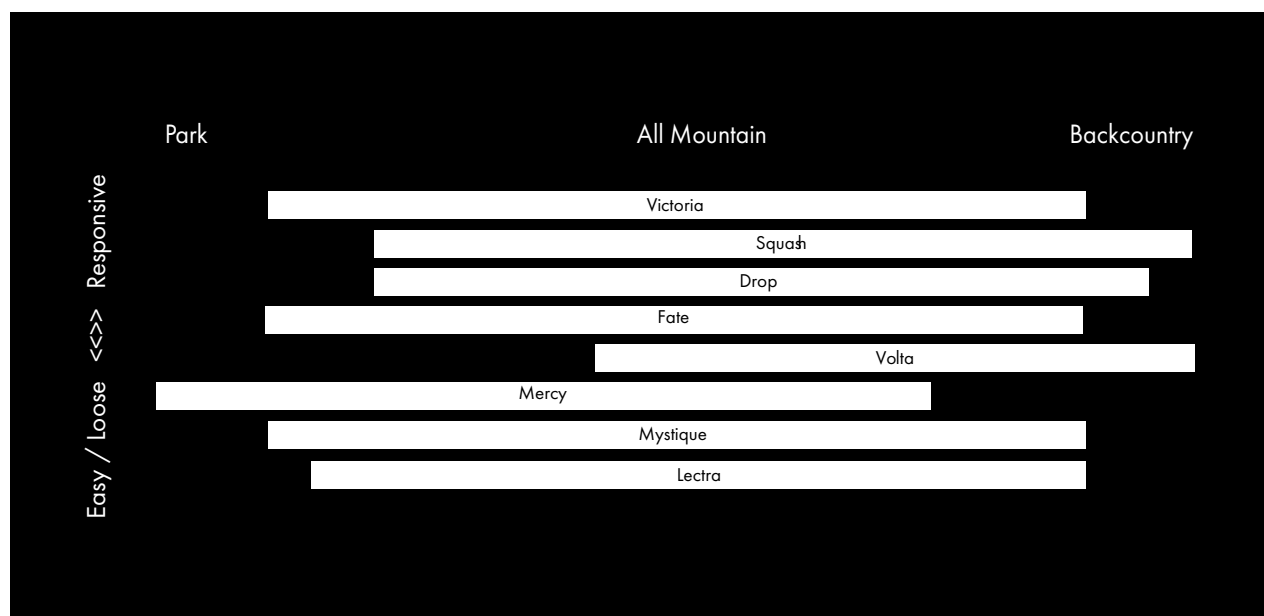 Park All Mountain Backcountry
Easy / Loose <<>> Responsive
Victoria
Squash
Drop
Fate
Volta
Mercy
Mystique
Lectra